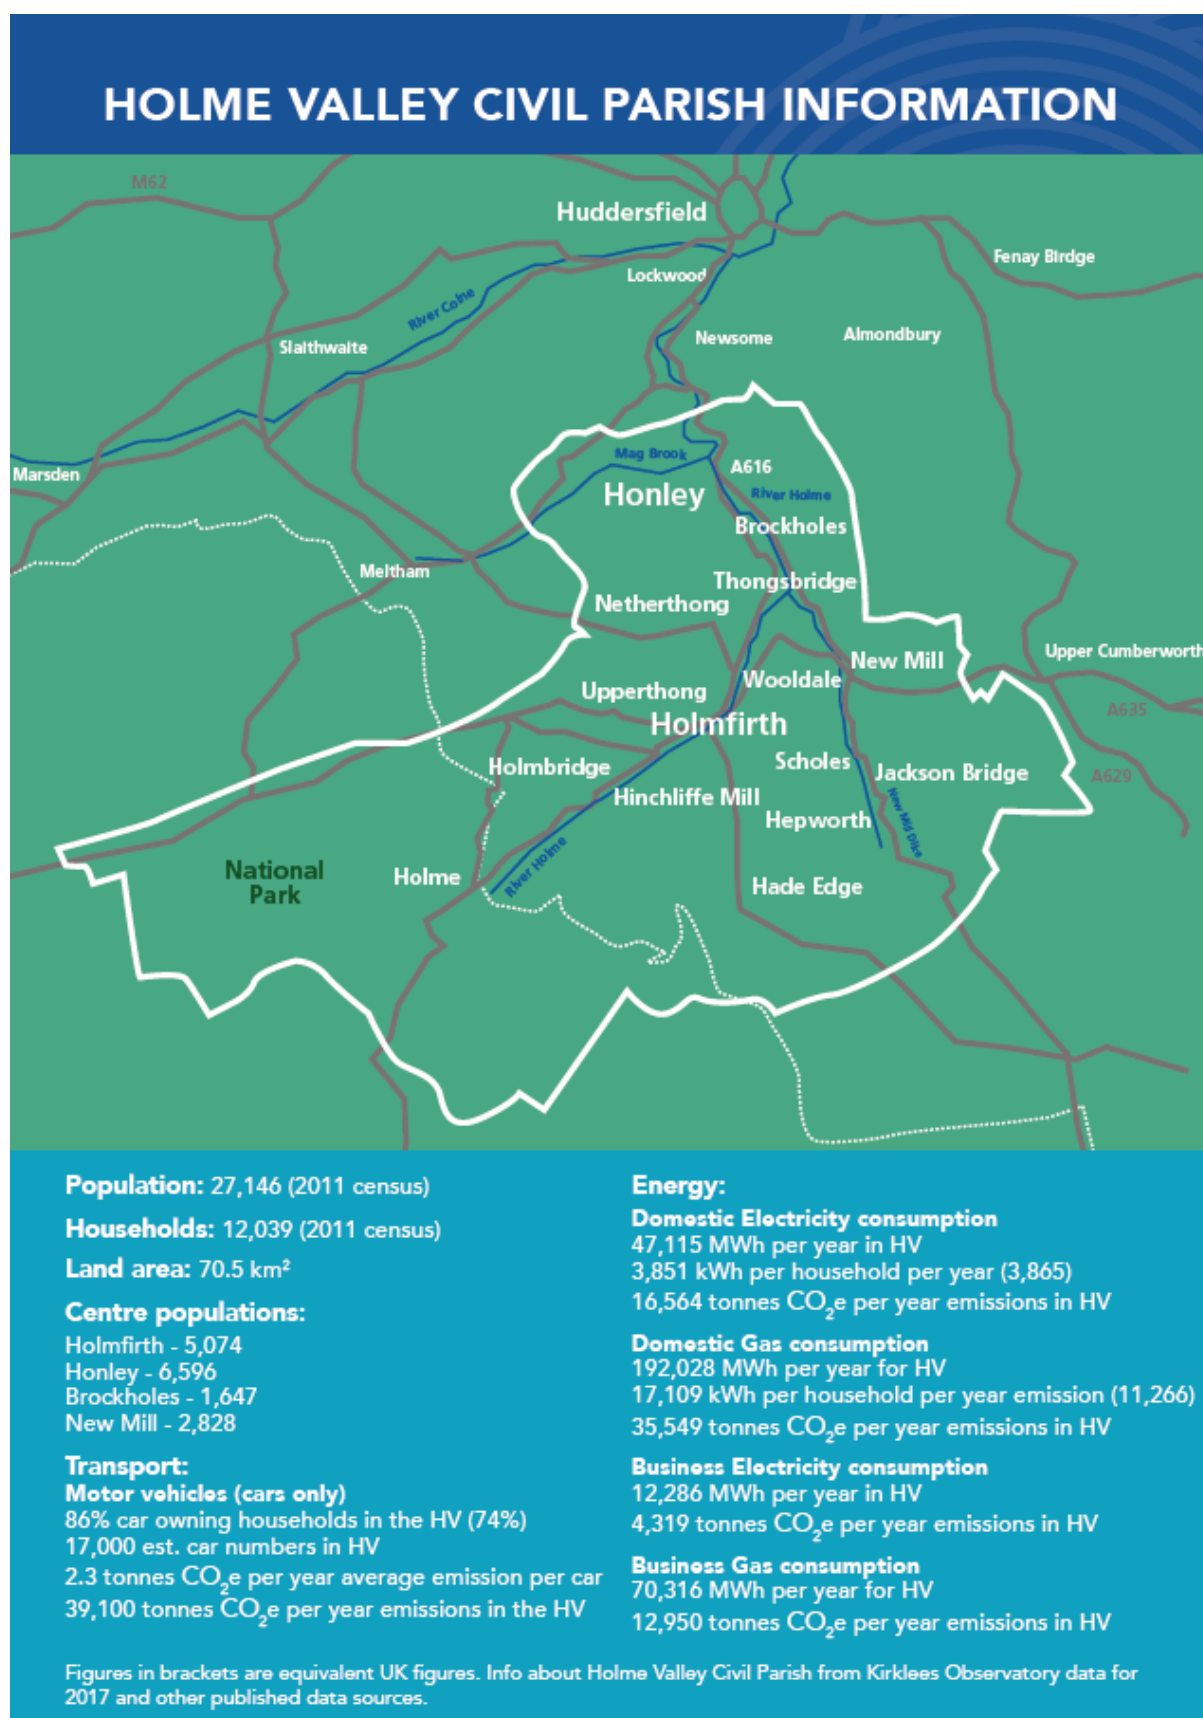 HOLME VALLEY CIVIL PARISH INFORMATION
M62
Huddersfield
Fenay Birdge
Lockwood
River Colne
Newsome
Almondbury
Slaithwaite
Marsden
Mag Brook
A616
Honley
River Holme
Brockholes
Meltham
Thongsbridge
Netherthong
Upper Cumberworth
New Mill
Wooldale
Upperthong
A635
Holmfirth
Scholes
Holmbridge
Jackson Bridge
A629
Hinchliffe Mill
Hepworth
New Mill Dike
National
Park
Holme
River Holme
Hade Edge
Population: 27,146 (2011 census)
Households: 12,039 (2011 census)
Land area: 70.5 km²
Centre populations:
Holmfirth - 5,074
Honley - 6,596
Brockholes - 1,647
New Mill - 2,828
Transport:
Motor vehicles (cars only)
86% car owning households in the HV (74%)
17,000 est. car numbers in HV
2.3 tonnes CO₂e per year average emission per car
39,100 tonnes CO₂e per year emissions in the HV
Energy:
Domestic Electricity consumption
47,115 MWh per year in HV
3,851 kWh per household per year (3,865)
16,564 tonnes CO₂e per year emissions in HV
Domestic Gas consumption
192,028 MWh per year for HV
17,109 kWh per household per year emission (11,266)
35,549 tonnes CO₂e per year emissions in HV
Business Electricity consumption
12,286 MWh per year in HV
4,319 tonnes CO₂e per year emissions in HV
Business Gas consumption
70,316 MWh per year for HV
12,950 tonnes CO₂e per year emissions in HV
Figures in brackets are equivalent UK figures. Info about Holme Valley Civil Parish from Kirklees Observatory data for
2017 and other published data sources.